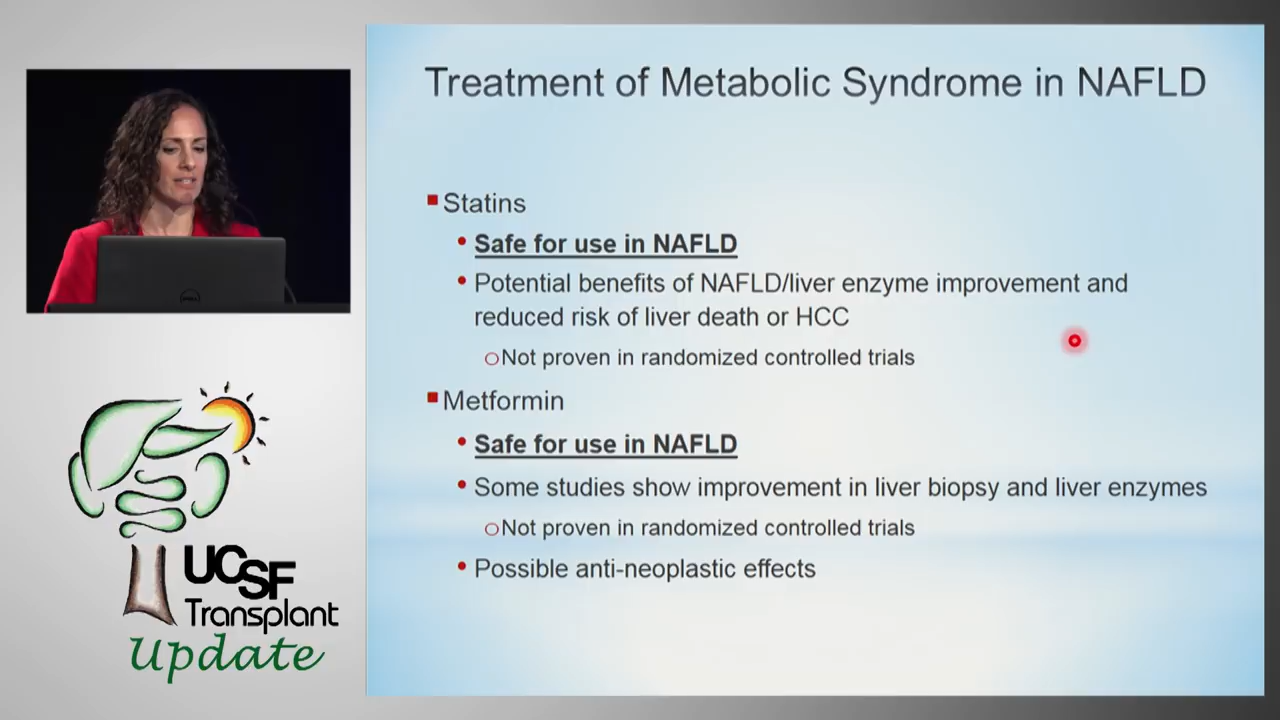 Treatment of Metabolic Syndrome in NAFLD
Statins
Safe for use in NAFLD
Potential benefits of NAFLD/liver enzyme improvement and
reduced risk of liver death or HCC
Not proven in randomized controlled trials
Metformin
Safe for use in NAFLD
Some studies show improvement in liver biopsy and liver enzymes
Not proven in randomized controlled trials
Possible anti-neoplastic effects
DELL
UCSF
Transplant
Update